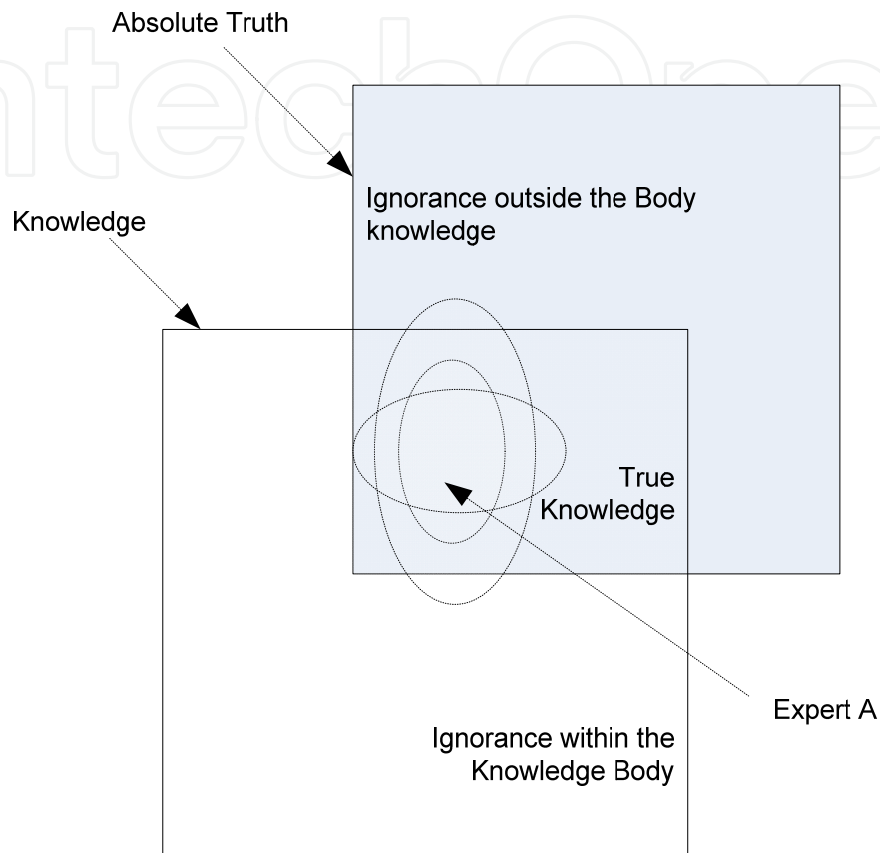 Absolute Truth
Ignorance outside the Body
knowledge
Knowledge
True
Knowledge
Expert A
Ignorance within the
Knowledge Body